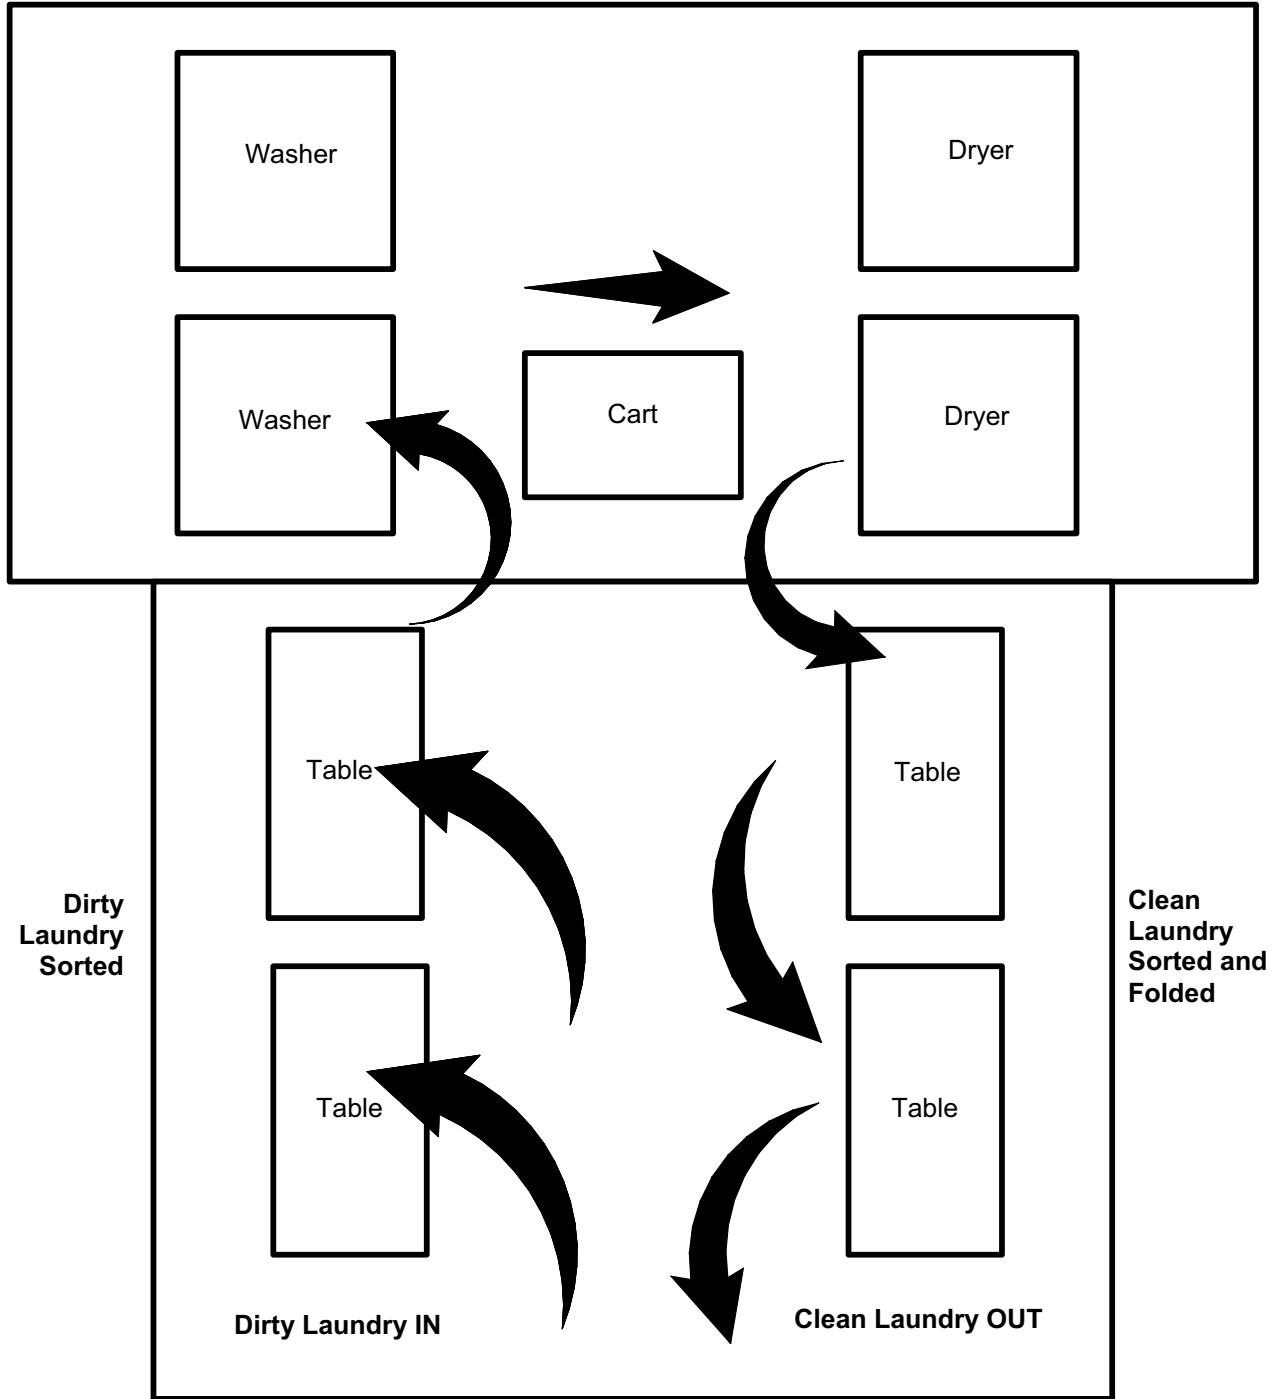 Washer
Dryer
Washer
Cart
Dryer
Table
Table
Dirty
Laundry
Sorted
Clean
Laundry
Sorted and
Folded
Table
Table
Dirty Laundry IN
Clean Laundry OUT